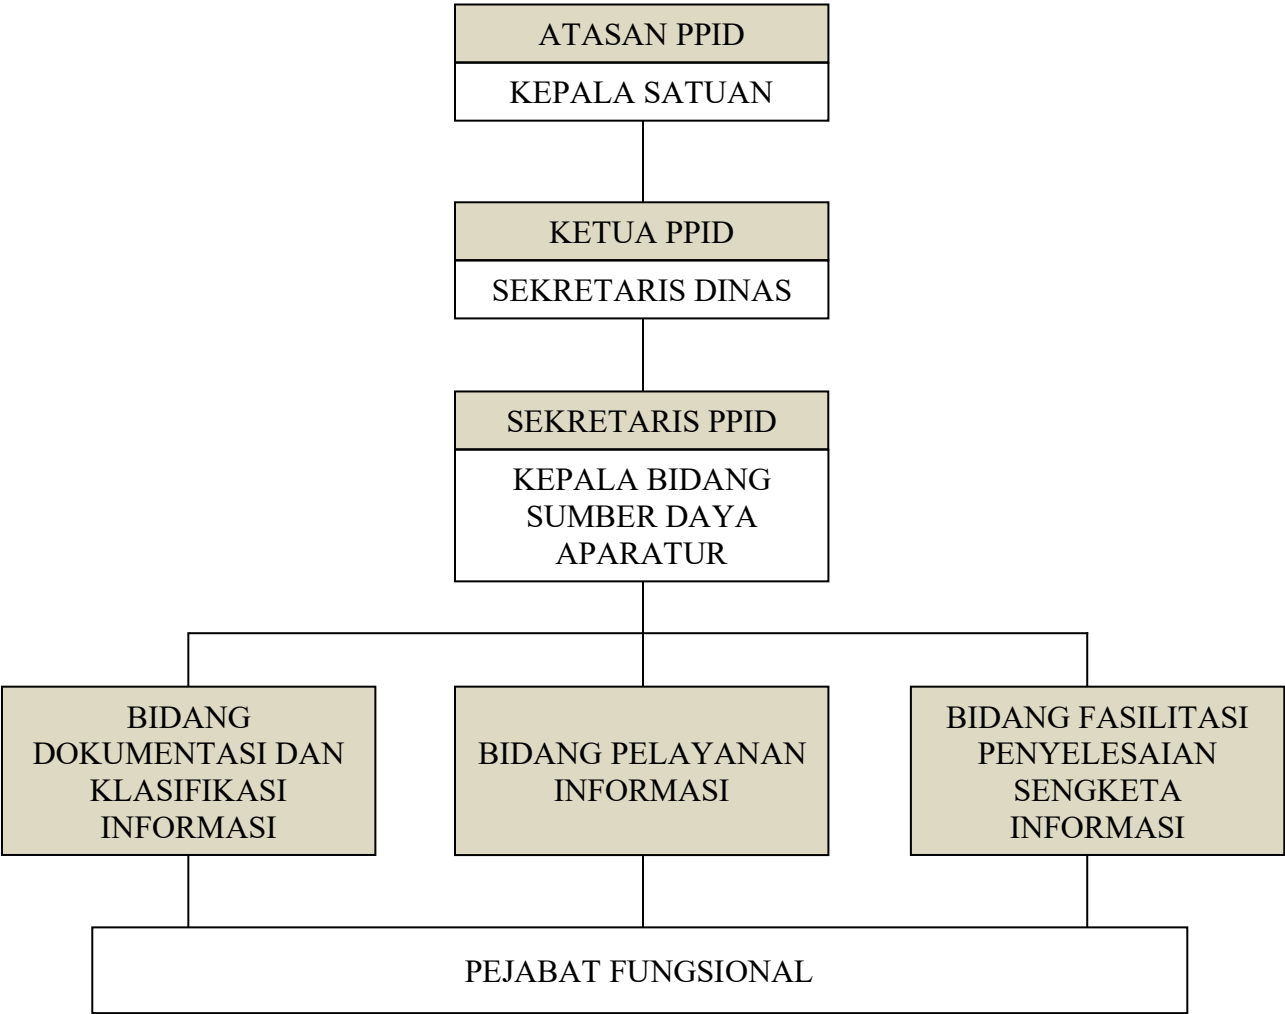 ATASAN PPID
KEPALA SATUAN
KETUA PPID
SEKRETARIS DINAS
SEKRETARIS PPID
KEPALA BIDANG
SUMBER DAYA
APARATUR
BIDANG
DOKUMENTASI DAN
KLASIFIKASI
INFORMASI
BIDANG PELAYANAN
INFORMASI
BIDANG FASILITASI
PENYELESAIAN
SENGKETA
INFORMASI
PEJABAT FUNGSIONAL